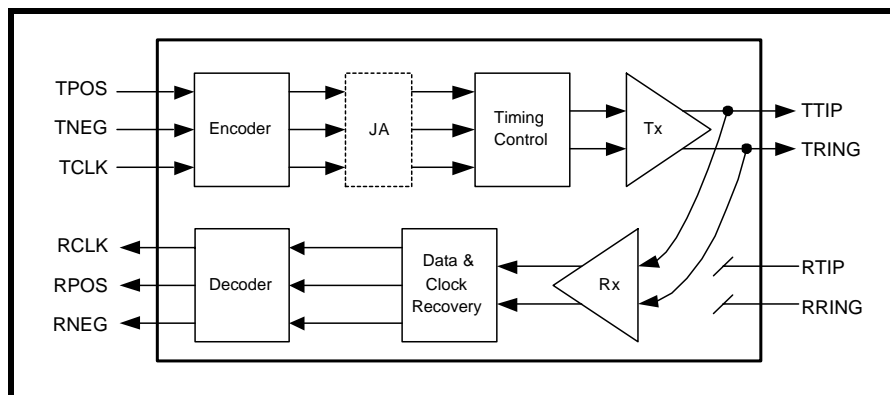 TPOS
TNEG
TCLK
Encoder
JA
Timing
Control
Tx
TTIP
TRING
RCLK
RPOS
RNEG
Decoder
Data &
Clock
Recovery
Rx
RTIP
RRING